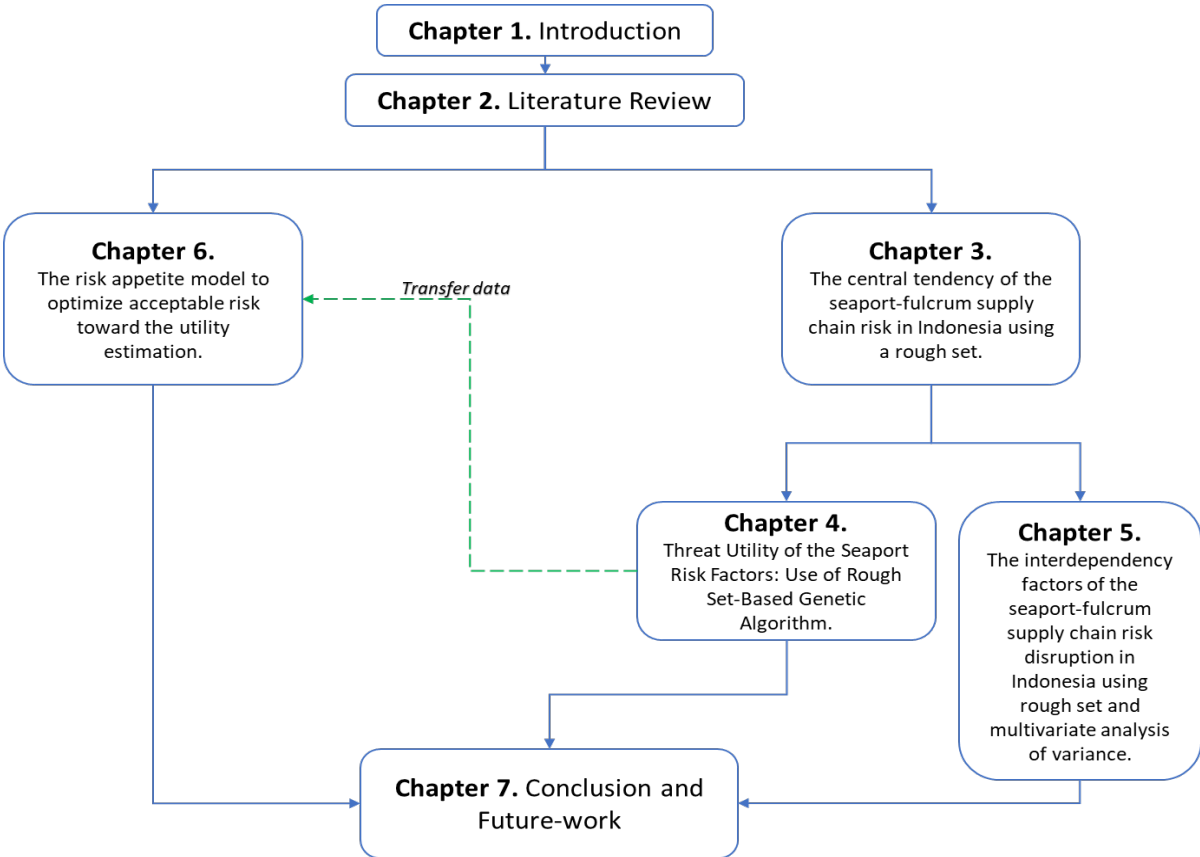 Chapter 1. Introduction
Chapter 2. Literature Review
Chapter 6.
The risk appetite model to
optimize acceptable risk
toward the utility
estimation.
Transfer data
Chapter 3.
The central tendency of the
seaport-fulcrum supply
chain risk in Indonesia using
a rough set.
Chapter 4.
Threat Utility of the Seaport
Risk Factors: Use of Rough
Set-Based Genetic
Algorithm.
Chapter 5.
The interdependency
factors of the
seaport-fulcrum
supply chain risk
disruption in
Indonesia using
rough set and
multivariate analysis
of variance.
Chapter 7. Conclusion and
Future-work